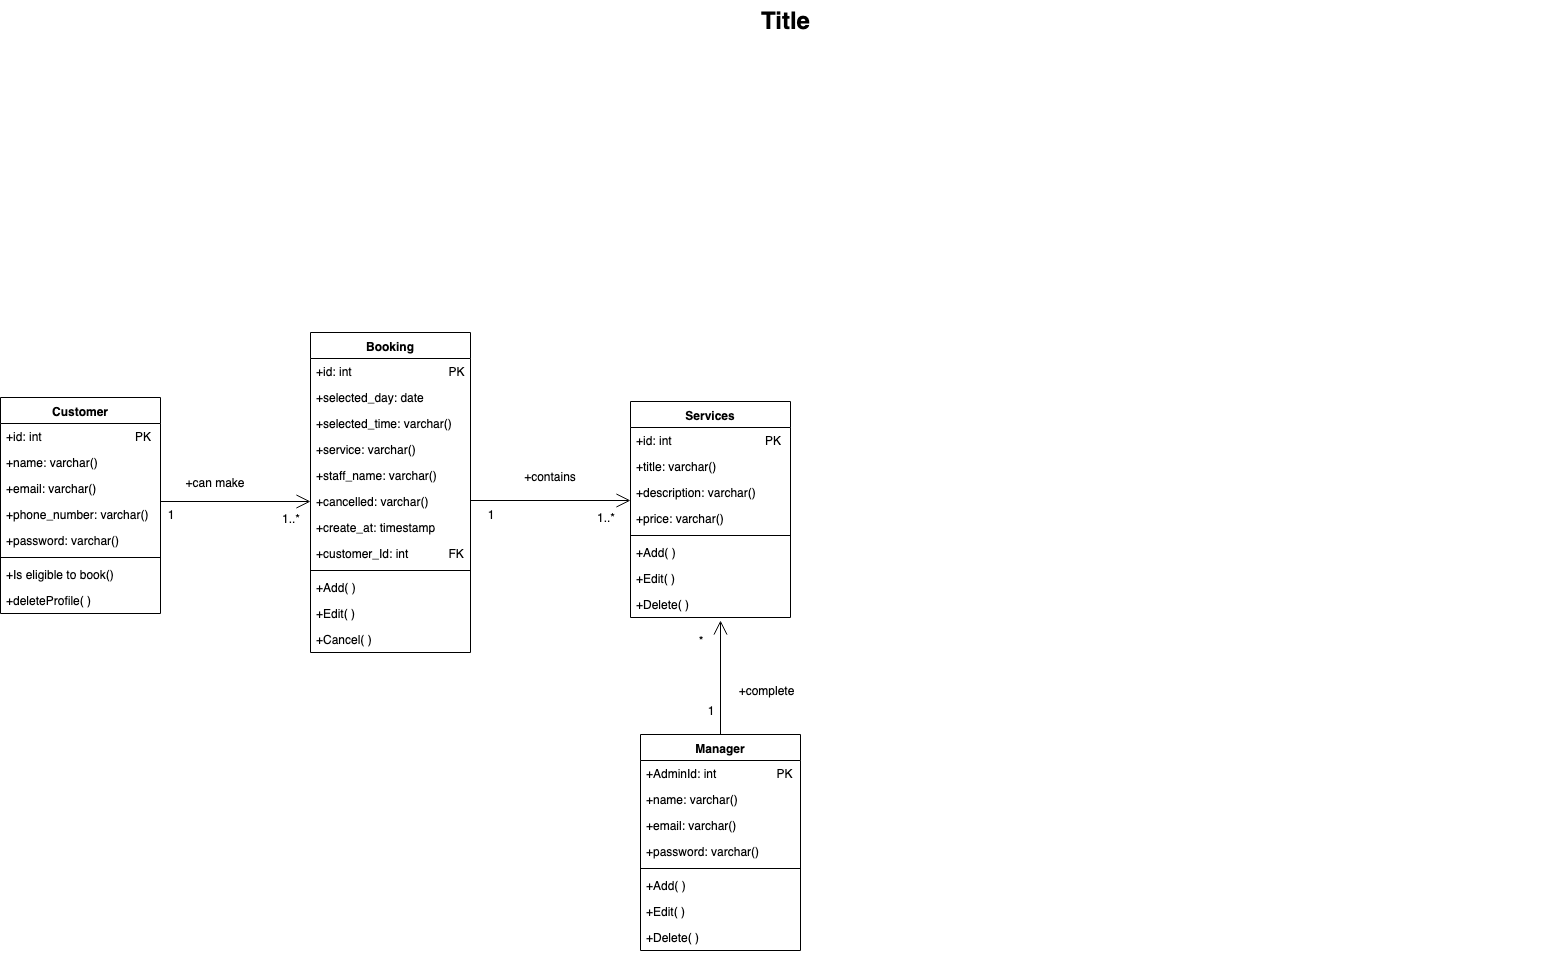 Title
Customer
+id: int PK
+name: varchar()
+email: varchar()
+phone_number: varchar()
+password: varchar()
+Is eligible to book()
+deleteProfile( )
+can make
1
1..*
Booking
+id: int PK
+selected_day: date
+selected_time: varchar()
+service: varchar()
+staff_name: varchar()
+cancelled: varchar()
+create_at: timestamp
+customer_Id: int FK
+Add( )
+Edit( )
+Cancel( )
+contains
1
1..*
Services
+id: int PK
+title: varchar()
+description: varchar()
+price: varchar()
+Add( )
+Edit( )
+Delete( )
*
+complete
1
Manager
+AdminId: int PK
+name: varchar()
+email: varchar()
+password: varchar()
+Add( )
+Edit( )
+Delete( )